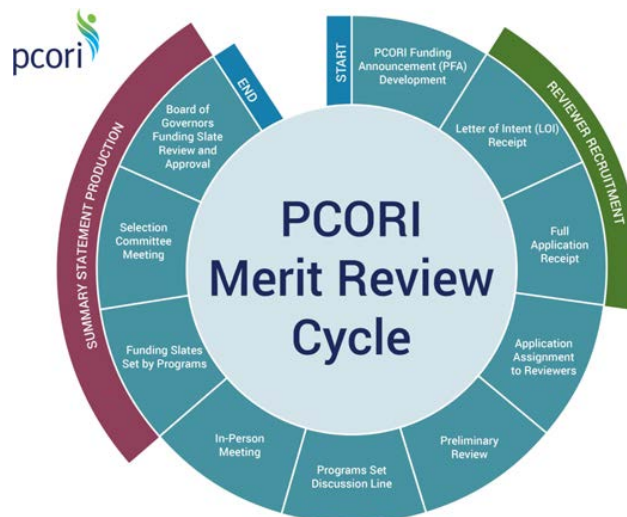 pcori
START
PCORI Funding
Announcement (PFA)
Development
REVIEWER RECRUITMENT
Letter of Intent (LOI)
Receipt
Full
Application
Receipt
Application
Assignment
to Reviewers
Preliminary
Review
Programs Set
Discussion Line
In-Person
Meeting
Funding Slates
Set by Programs
Selection
Committee
Meeting
Board of
Governors
Funding Slate
Review and
Approval
SUMMARY STATEMENT PRODUCTION
END
PCORI
Merit Review
Cycle